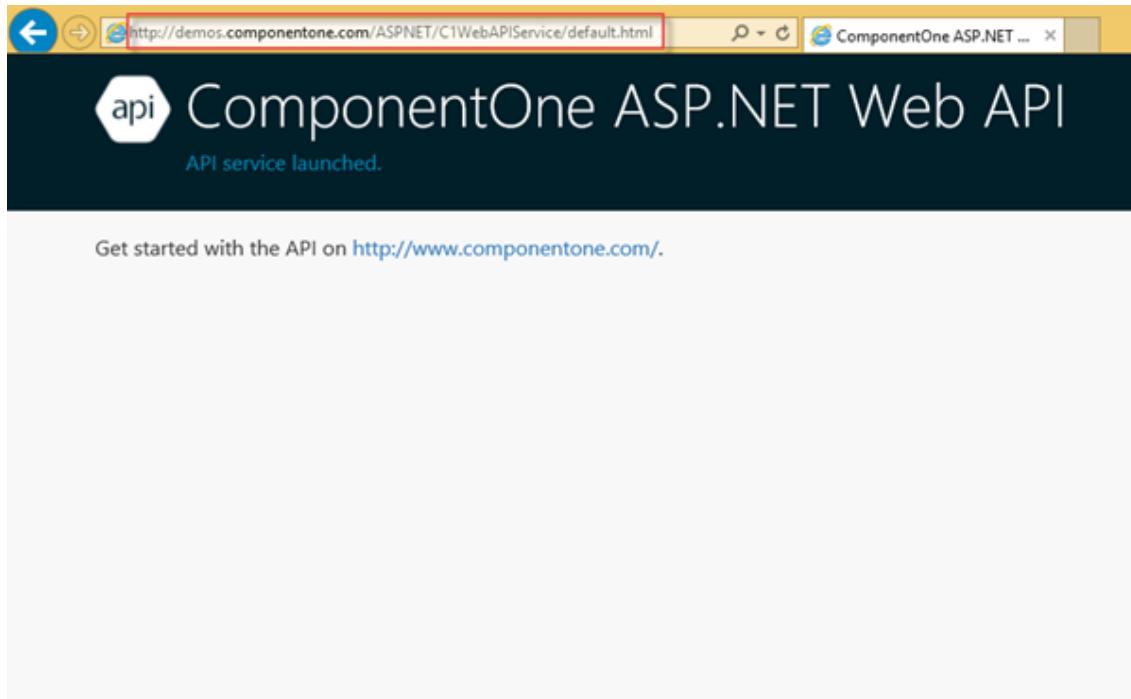 http://demos.componentone.com/ASPNET/C1WebAPIService/default.html
ComponentOne ASP.NET ...
api
ComponentOne ASP.NET Web API
API service launched.
Get started with the API on http://www.componentone.com/.